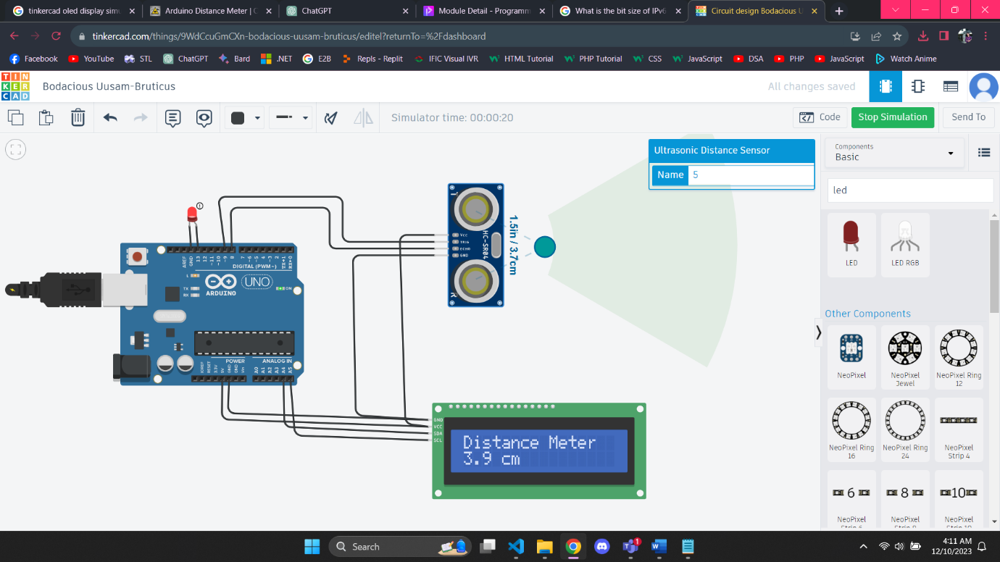 tinkercad oled display simu
Arduino Distance Meter | C
ChatGPT
Module Detail - Programm
What is the bit size of IPv6
Circuit design Bodacious U
tinkercad.com/things/9WdCcuGmCXn-bodacious-uusam-bruticus/editel?returnTo=%2Fdashboard
Facebook
YouTube
STL
ChatGPT
Bard
.NET
E2B
Repls - Replit
IFIC Visual IVR
HTML Tutorial
PHP Tutorial
CSS
JavaScript
DSA
PHP
JavaScript
Watch Anime
TIN
KER
CAD
Bodacious Uusam-Bruticus
All changes saved
Simulator time: 00:00:20
Code
Stop Simulation
Send To
Ultrasonic Distance Sensor
Name 5
Components
Basic
led
LED
LED RGB
Other Components
NeoPixel
NeoPixel
Jewel
NeoPixel Ring
12
NeoPixel Ring
16
NeoPixel Ring
24
NeoPixel
Strip 4
6
8
10
NeoPixel
Strip 6
NeoPixel
Strip 8
NeoPixel
Strip 10
T
VCC
TRIG
ECHO
GND
HC-SR04
R
1.5in / 3.7cm
AREF
GND
13
12
~11
~10
~9
8
7
~6
~5
4
~3
2
TX→1
RX←0
DIGITAL (PWM~)
L
TX
RX
ARDUINO
UNO
ON
POWER
ANALOG IN
IOREF
RESET
3.3V
5V
GND
GND
Vin
A0
A1
A2
A3
A4
A5
GND
VCC
SDA
SCL
Distance Meter
3.9 cm
Search
1
4:11 AM
12/10/2023